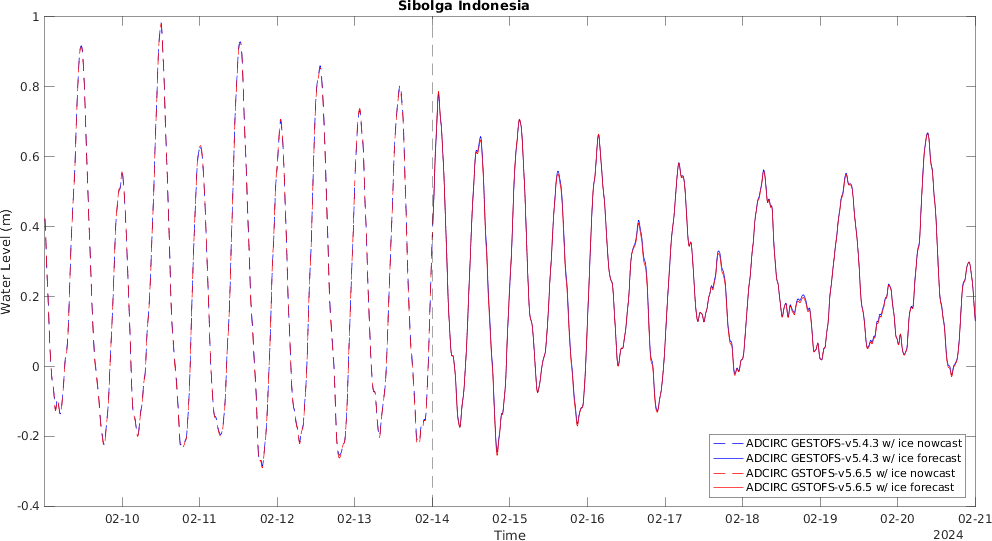 Sibolga Indonesia
Water Level (m)
1
0.8
0.6
0.4
0.2
0
-0.2
-0.4
02-10 02-11 02-12 02-13 02-14 02-15 02-16 02-17 02-18 02-19 02-20 02-21
Time
2024
ADCIRC GESTOFS-v5.4.3 w/ ice nowcast
ADCIRC GESTOFS-v5.4.3 w/ ice forecast
ADCIRC GSTOFS-v5.6.5 w/ ice nowcast
ADCIRC GSTOFS-v5.6.5 w/ ice forecast